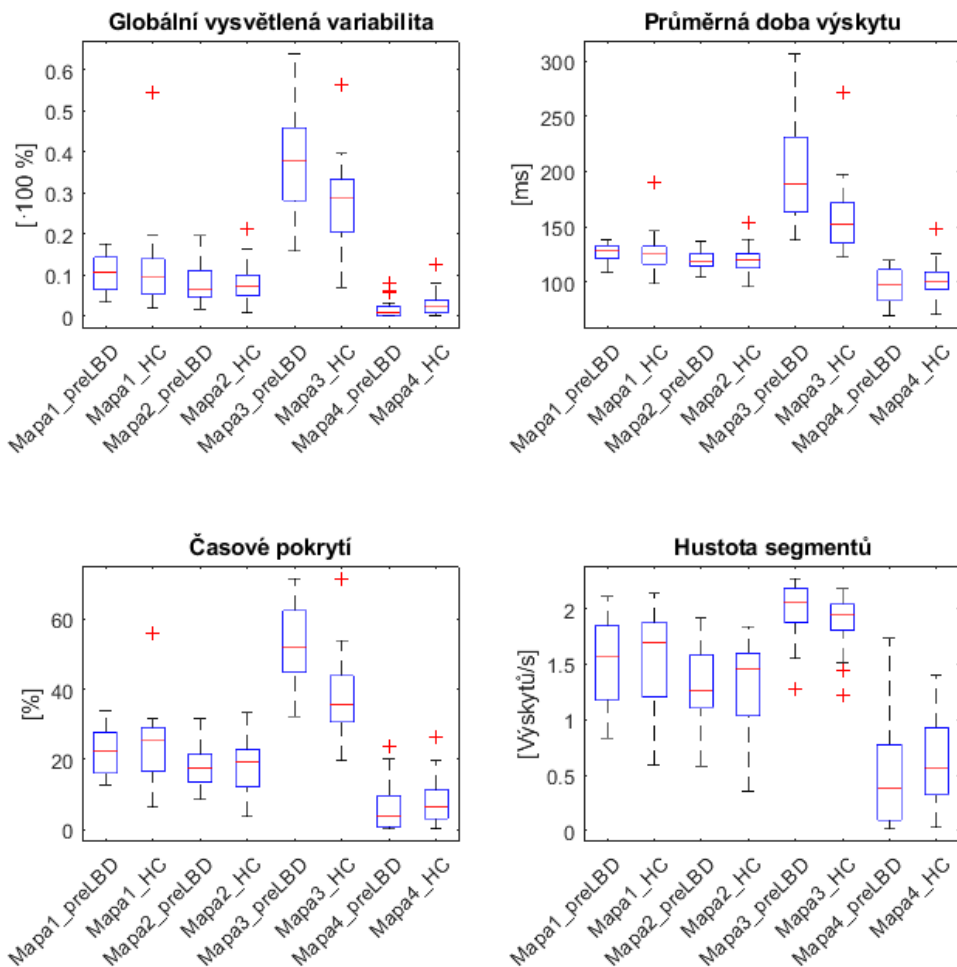 Globální vysvětlená variabilita
[·100 %]
0.6
0.5
0.4
0.3
0.2
0.1
0
Mapa1_preLBD
Mapa1_HC
Mapa2_preLBD
Mapa2_HC
Mapa3_preLBD
Mapa3_HC
Mapa4_preLBD
Mapa4_HC
Průměrná doba výskytu
[ms]
300
250
200
150
100
Mapa1_preLBD
Mapa1_HC
Mapa2_preLBD
Mapa2_HC
Mapa3_preLBD
Mapa3_HC
Mapa4_preLBD
Mapa4_HC
Časové pokrytí
[%]
60
40
20
0
Mapa1_preLBD
Mapa1_HC
Mapa2_preLBD
Mapa2_HC
Mapa3_preLBD
Mapa3_HC
Mapa4_preLBD
Mapa4_HC
Hustota segmentů
[Výskytů/s]
2
1.5
1
0.5
0
Mapa1_preLBD
Mapa1_HC
Mapa2_preLBD
Mapa2_HC
Mapa3_preLBD
Mapa3_HC
Mapa4_preLBD
Mapa4_HC